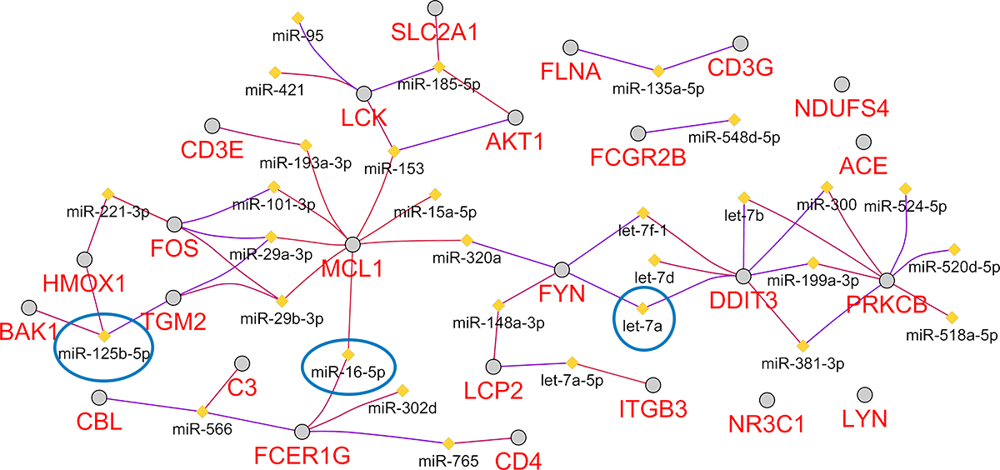 SLC2A1
miR-95
miR-421
miR-185-5p
FLNA
CD3G
miR-135a-5p
LCK
NDUFS4
AKT1
CD3E
miR-193a-3p
miR-153
FCGR2B
miR-548d-5p
ACE
miR-221-3p
miR-101-3p
miR-15a-5p
let-7b
miR-300
miR-524-5p
FOS
miR-29a-3p
MCL1
miR-320a
let-7f-1
HMOX1
let-7d
FYN
DDIT3
miR-199a-3p
PRKCB
miR-520d-5p
BAK1
TGM2
miR-29b-3p
miR-148a-3p
let-7a
miR-518a-5p
miR-125b-5p
miR-16-5p
miR-381-3p
C3
LCP2
let-7a-5p
ITGB3
CBL
miR-566
miR-302d
NR3C1
LYN
FCER1G
miR-765
CD4